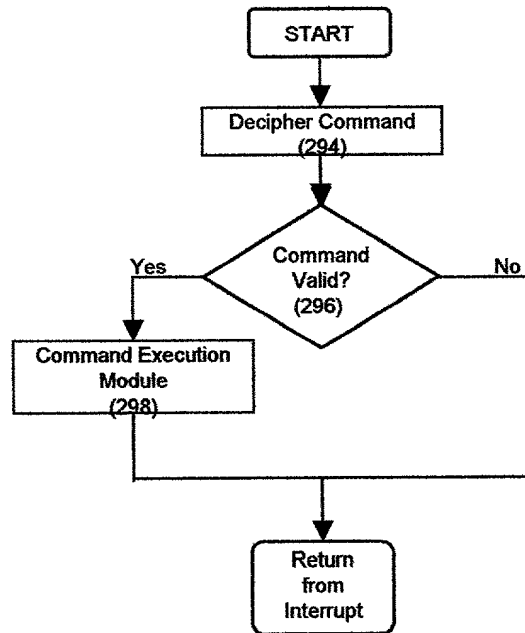 START
Decipher Command
(294)
Command
Valid?
(296)
Yes
No
Command Execution
Module
(298)
Return
from
Interrupt